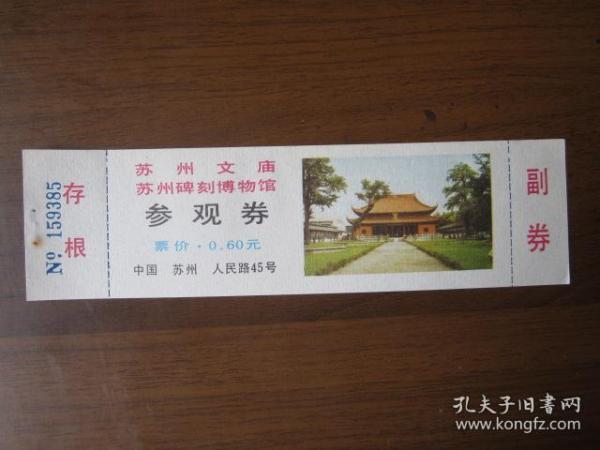 存根
№ 159385
苏州文庙
苏州碑刻博物馆
参观券
票价·0.60元
中国 苏州 人民路45号
副券
孔夫子旧书网
www.kongfz.com